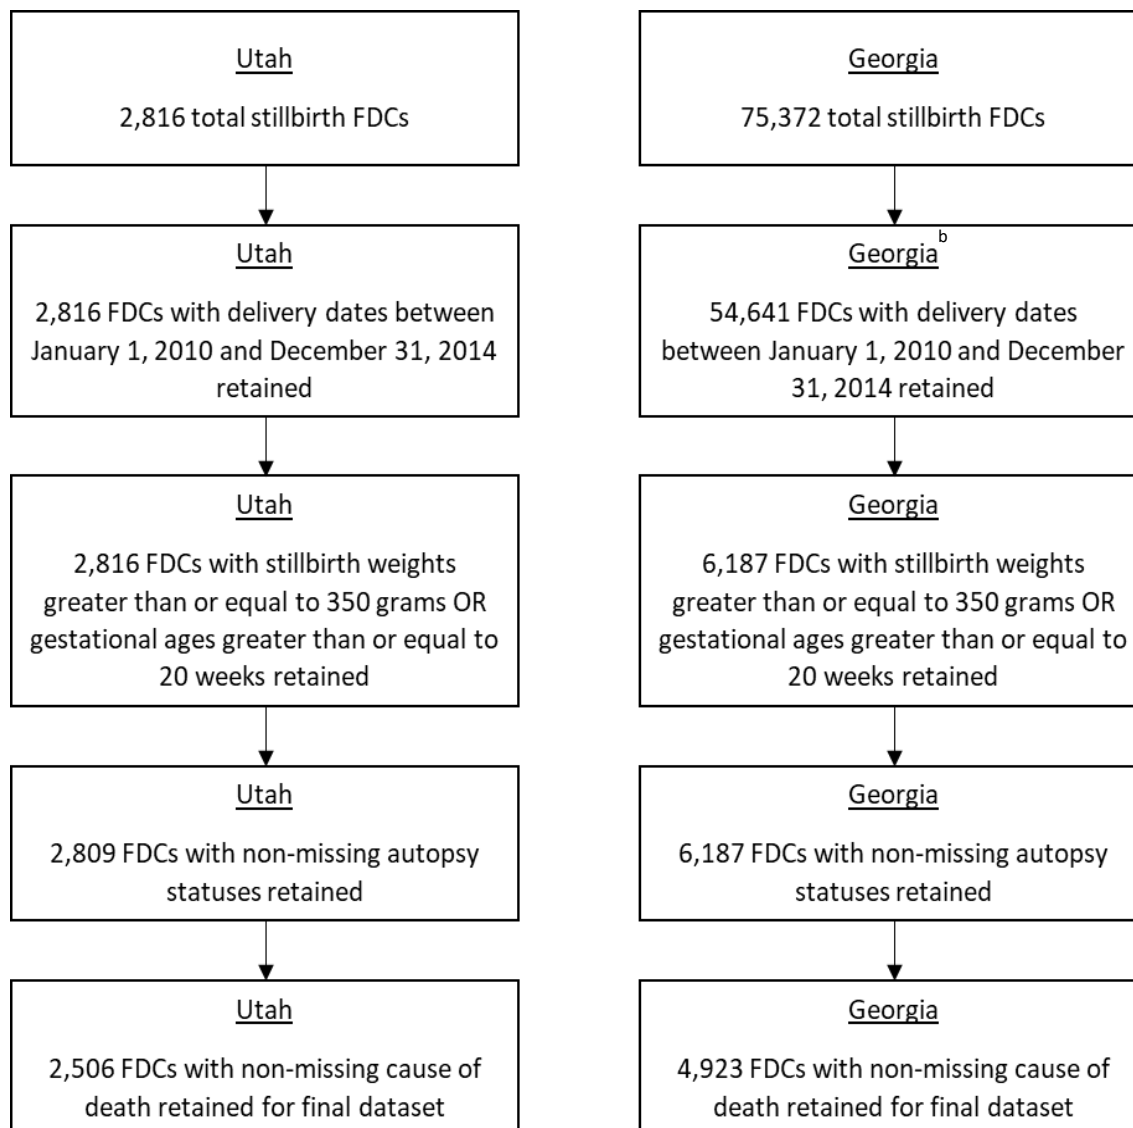 Utah
2,816 total stillbirth FDCs
Georgia
75,372 total stillbirth FDCs
Utah
2,816 FDCs with delivery dates between
January 1, 2010 and December 31, 2014
retained
Georgia b
54,641 FDCs with delivery dates
between January 1, 2010 and December
31, 2014 retained
Utah
2,816 FDCs with stillbirth weights
greater than or equal to 350 grams OR
gestational ages greater than or equal to
20 weeks retained
Georgia
6,187 FDCs with stillbirth weights
greater than or equal to 350 grams OR
gestational ages greater than or equal to
20 weeks retained
Utah
2,809 FDCs with non-missing autopsy
statuses retained
Georgia
6,187 FDCs with non-missing autopsy
statuses retained
Utah
2,506 FDCs with non-missing cause of
death retained for final dataset
Georgia
4,923 FDCs with non-missing cause of
death retained for final dataset